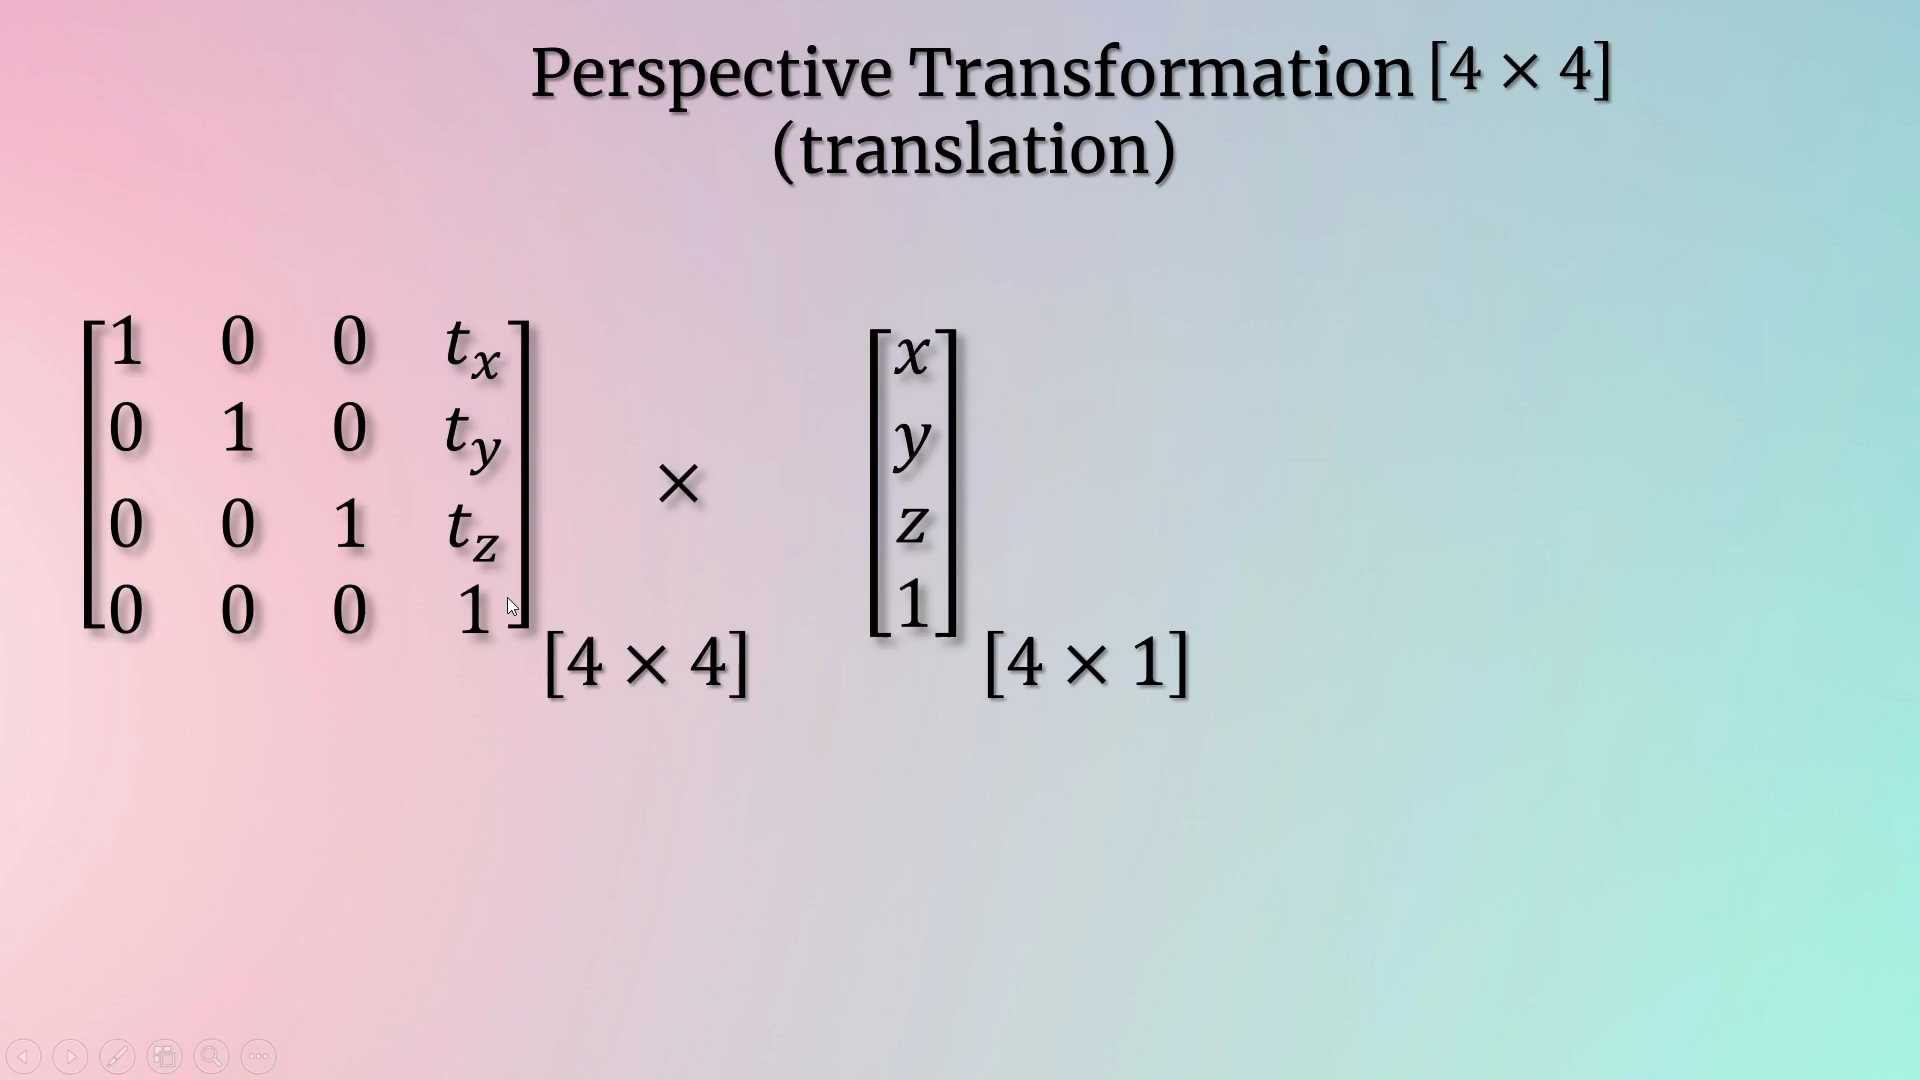 Perspective Transformation [4 × 4]
(translation)
1 0 0 tₓ
0 1 0 t_y
0 0 1 t_z
0 0 0 1
[4 × 4]
×
x
y
z
1
[4 × 1]